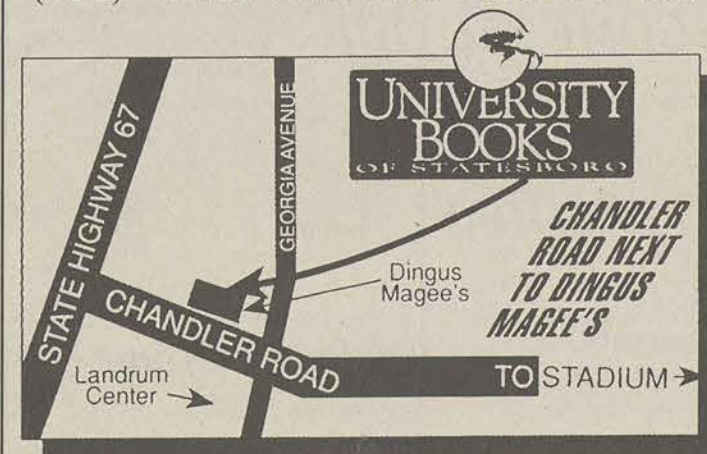 UNIVERSITY
BOOKS
OF STATESBORO
STATE HIGHWAY 67
GEORGIA AVENUE
CHANDLER
ROAD NEXT
TO DINGUS
MAGEE'S
Dingus
Magee's
CHANDLER ROAD
Landrum
Center
TO STADIUM